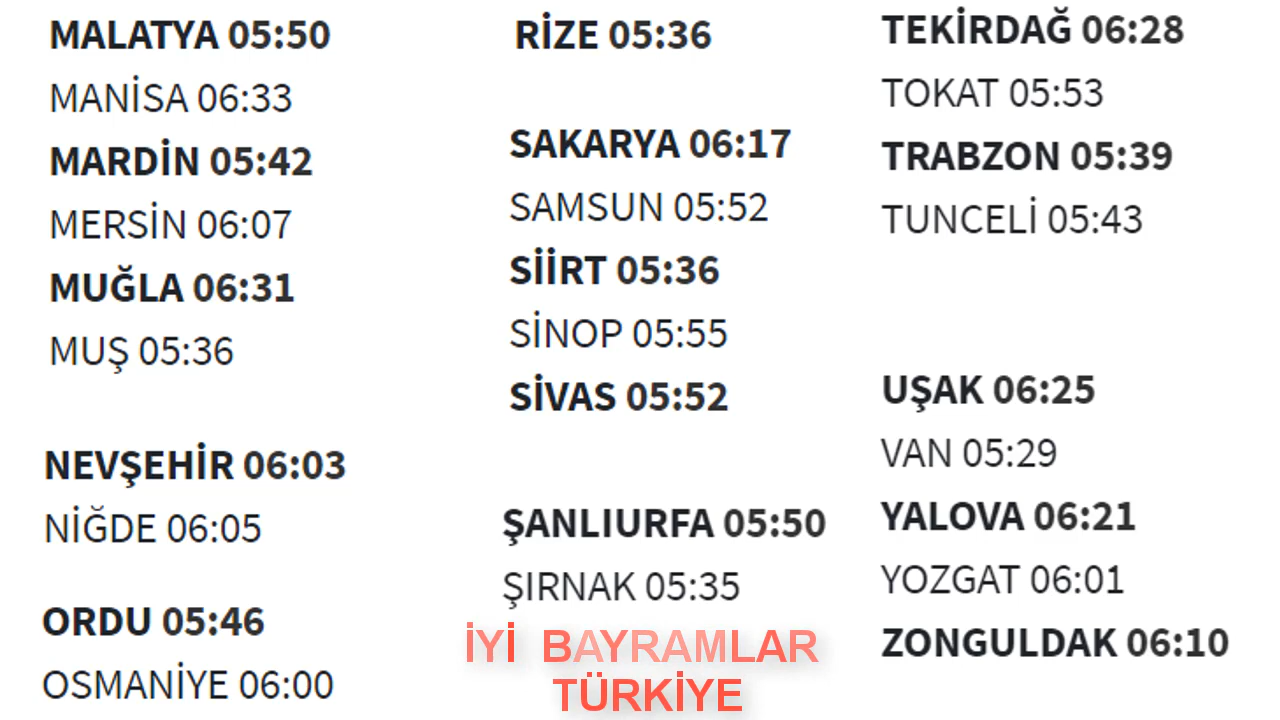 MALATYA 05:50
MANİSA 06:33
MARDİN 05:42
MERSİN 06:07
MUĞLA 06:31
MUŞ 05:36
NEVŞEHİR 06:03
NİĞDE 06:05
ORDU 05:46
OSMANİYE 06:00
RİZE 05:36
SAKARYA 06:17
SAMSUN 05:52
SİİRT 05:36
SİNOP 05:55
SİVAS 05:52
ŞANLIURFA 05:50
ŞIRNAK 05:35
TEKİRDAĞ 06:28
TOKAT 05:53
TRABZON 05:39
TUNCELİ 05:43
UŞAK 06:25
VAN 05:29
YALOVA 06:21
YOZGAT 06:01
ZONGULDAK 06:10
İYİ BAYRAMLAR
TÜRKİYE